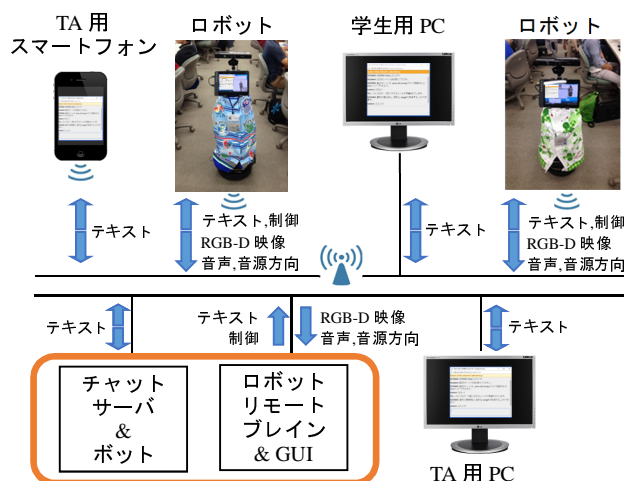 TA 用
スマートフォン
ロボット
学生用 PC
ロボット
テキスト
テキスト,制御
RGB-D 映像
音声,音源方向
テキスト
テキスト,制御
RGB-D 映像
音声,音源方向
テキスト
テキスト
制御
RGB-D 映像
音声,音源方向
テキスト
チャット
サーバ
&
ボット
ロボット
リモート
ブレイン
& GUI
TA 用 PC